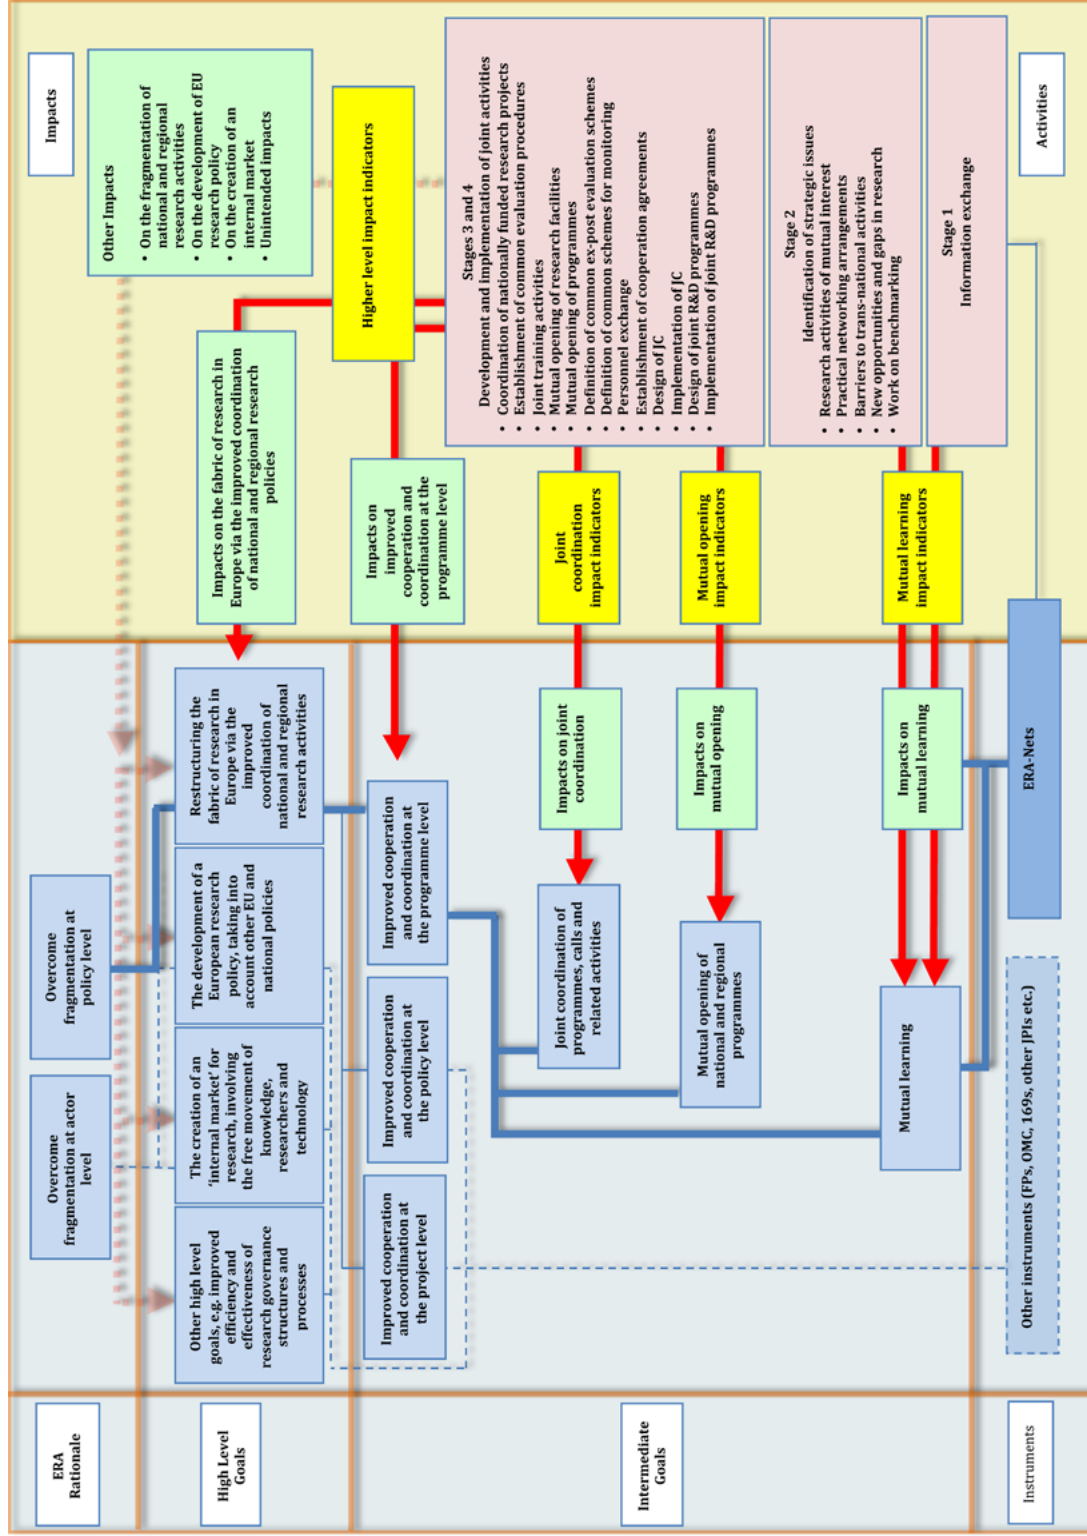 ERA
Rationale
Overcome
fragmentation at actor
level
Overcome
fragmentation at
policy level
Impacts
High Level
Goals
Other high level
goals, e.g. improved
efficiency and
effectiveness of
research governance
structures and
processes
The creation of an
‘internal market’ for
research, involving
the free movement of
knowledge,
researchers and
technology
The development of a
European research
policy, taking into
account other EU and
national policies
Restructuring the
fabric of research in
Europe via the
improved
coordination of
national and regional
research activities
Impacts on the fabric of research in
Europe via the improved coordination
of national and regional research
policies
Other Impacts
• On the fragmentation of
national and regional
research activities
• On the development of EU
research policy
• On the creation of an
internal market
• Unintended impacts
Intermediate
Goals
Improved cooperation
and coordination at
the project level
Improved cooperation
and coordination at
the policy level
Improved cooperation
and coordination at
the programme level
Impacts on
improved
cooperation and
coordination at the
programme level
Higher level impact indicators
Joint coordination of
programmes, calls and
related activities
Impacts on joint
coordination
Joint
coordination
impact indicators
Mutual opening of
national and regional
programmes
Impacts on
mutual opening
Mutual opening
impact indicators
Mutual learning
Impacts on
mutual learning
Mutual learning
impact indicators
Stages 3 and 4
Development and implementation of joint activities
• Coordination of nationally funded research projects
• Establishment of common evaluation procedures
• Joint training activities
• Mutual opening of research facilities
• Mutual opening of programmes
• Definition of common ex-post evaluation schemes
• Definition of common schemes for monitoring
• Personnel exchange
• Establishment of cooperation agreements
• Design of JC
• Implementation of JC
• Design of joint R&D programmes
• Implementation of joint R&D programmes
Stage 2
Identification of strategic issues
• Research activities of mutual interest
• Practical networking arrangements
• Barriers to trans-national activities
• New opportunities and gaps in research
• Work on benchmarking
Stage 1
Information exchange
Instruments
Other instruments (FPs, OMC, 169s, other JPIs etc.)
ERA-Nets
Activities